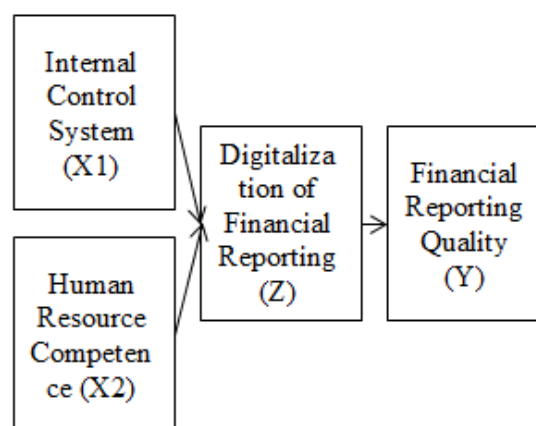 Internal
Control
System
(X1)
Human
Resource
Competen
ce (X2)
Digitaliza
tion of
Financial
Reporting
(Z)
Financial
Reporting
Quality
(Y)